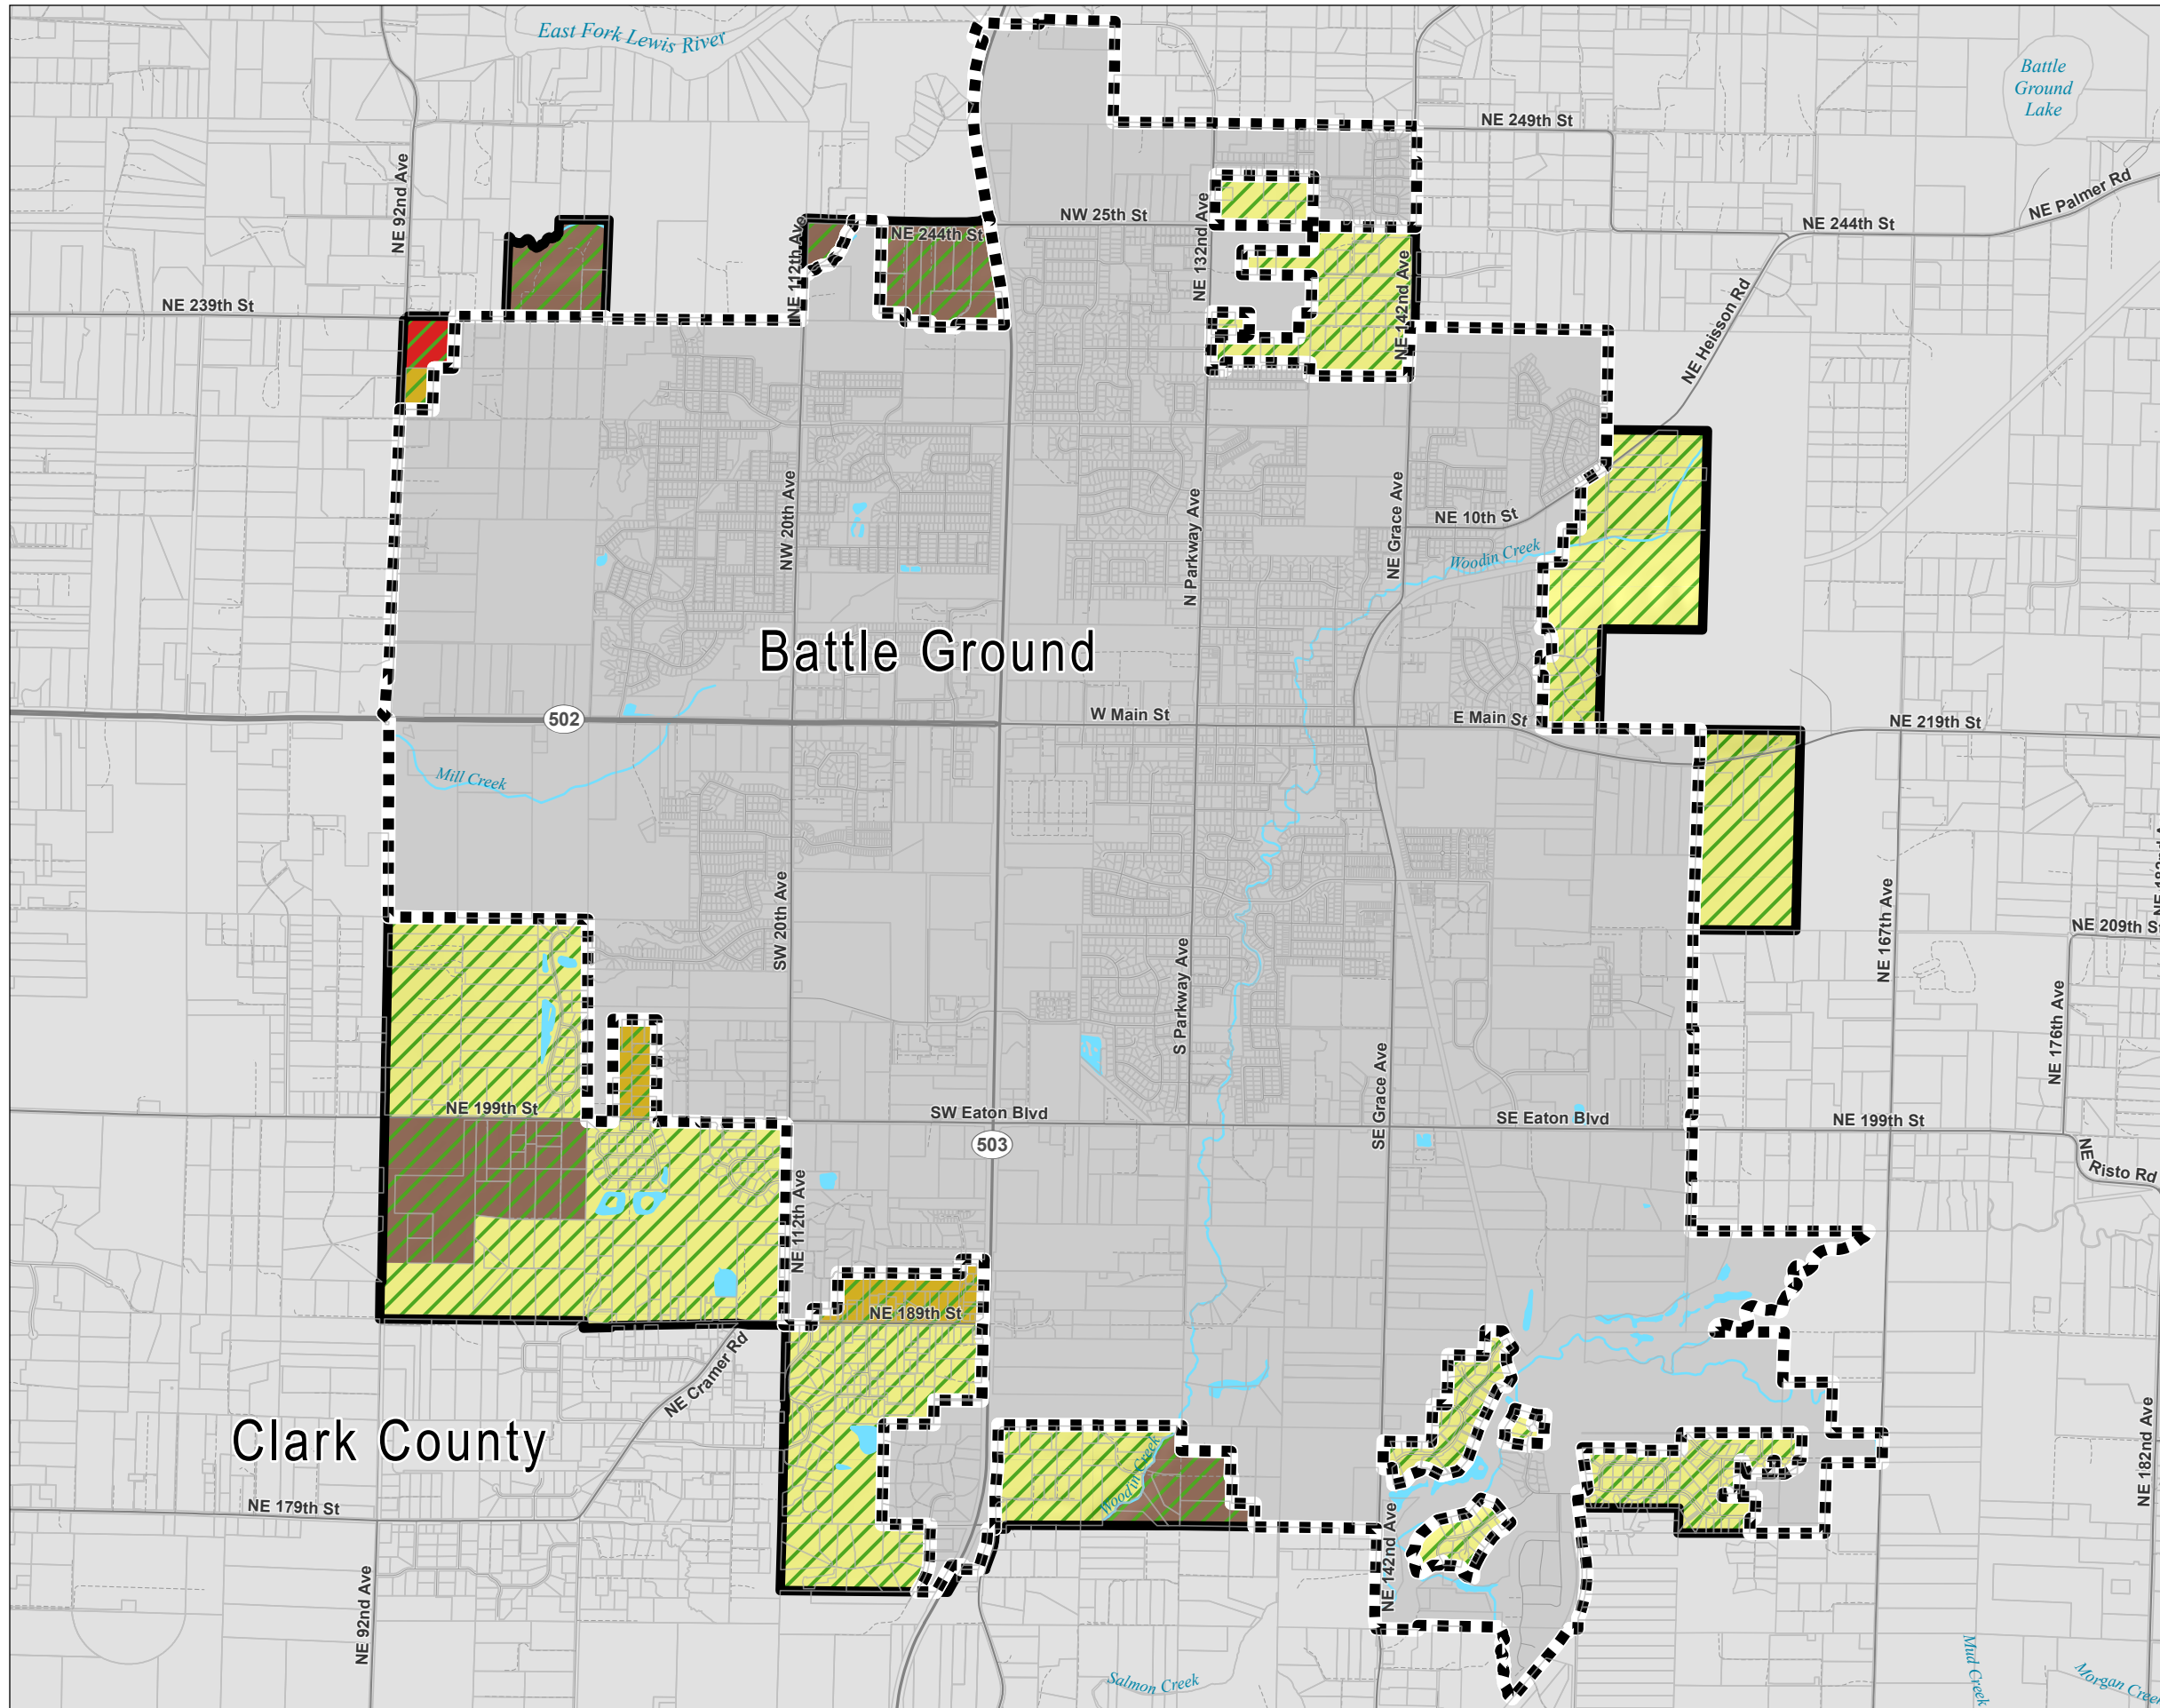 East Fork Lewis River
Battle
Ground
Lake
NE 249th St
NE Palmer Rd
NE 92nd Ave
NW 25th St
NE 244th St
NE 244th St
NE 132nd Ave
NE 112th Ave
NE 142nd Ave
NE 239th St
NE Heisson Rd
NW 20th Ave
N Parkway Ave
NE Grace Ave
NE 10th St
Woodin Creek
Battle Ground
502
W Main St
E Main St
NE 219th St
Mill Creek
SW 20th Ave
S Parkway Ave
NE 167th Ave
NE 209th St
NE 176th Ave
NE 199th St
SW Eaton Blvd
503
SE Eaton Blvd
SE Grace Ave
NE 199th St
NE
Risto Rd
NE 112th Ave
NE 189th St
NE Cramer Rd
Clark County
Woodin Creek
NE 182nd Ave
NE 179th St
NE 142nd Ave
NE 92nd Ave
Salmon Creek
Mud Creek
Morgan Creek